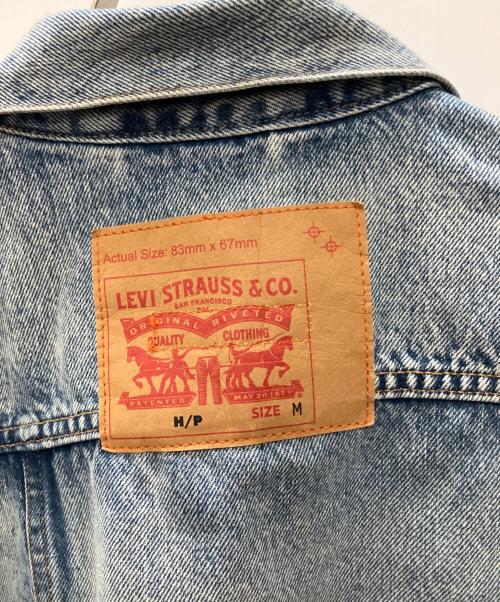 Actual Size: 83mm x 67mm
LEVI STRAUSS & CO.
SAN FRANCISCO
CAL.
ORIGINAL RIVETED
QUALITY CLOTHING
PATENTED MAY 20 1873
®
H/P SIZE M